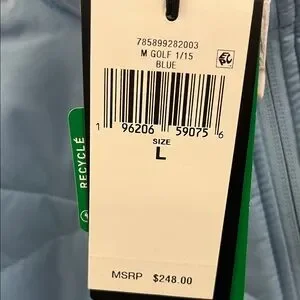 785899282003
M GOLF 1/15
BLUE
1 96206 59075 6
SIZE
L
RECYCLÉ
MSRP $248.00